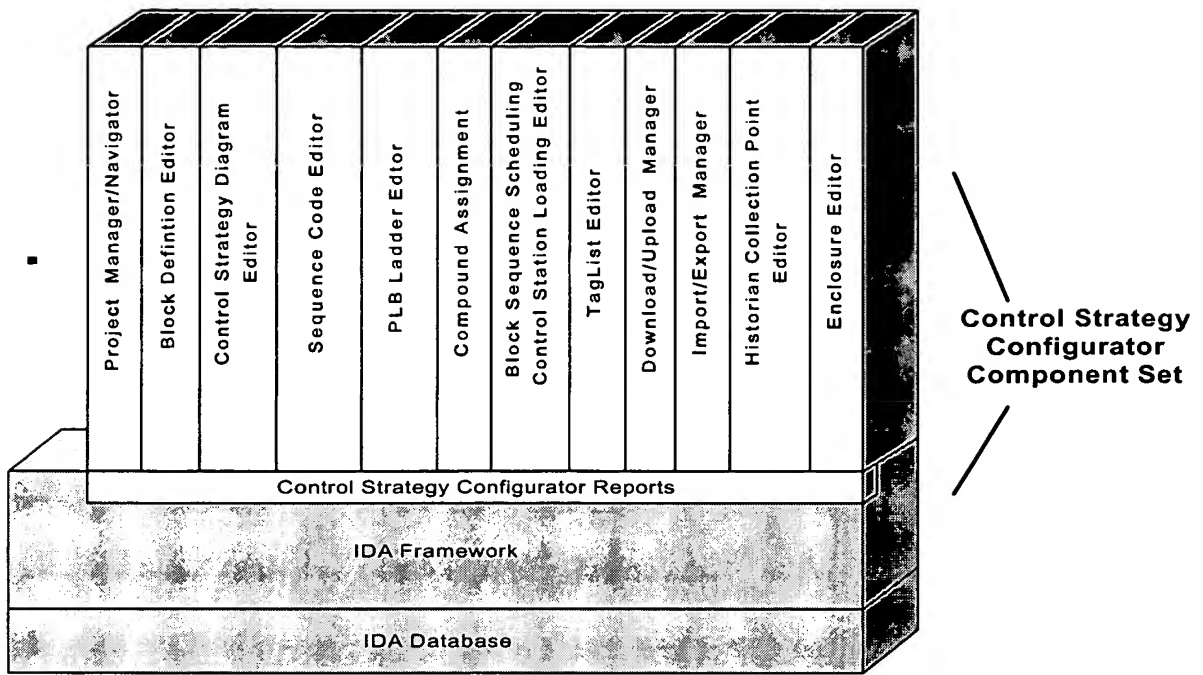 Project Manager/Navigator
Block Defintion Editor
Control Strategy Diagram
Editor
Sequence Code Editor
PLB Ladder Edtor
Compound Assignment
Block Sequence Scheduling
Control Station Loading Editor
TagList Editor
Download/Upload Manager
Import/Export Manager
Historian Collection Point
Editor
Enclosure Editor
Control Strategy
Configurator
Component Set
Control Strategy Configurator Reports
IDA Framework
IDA Database